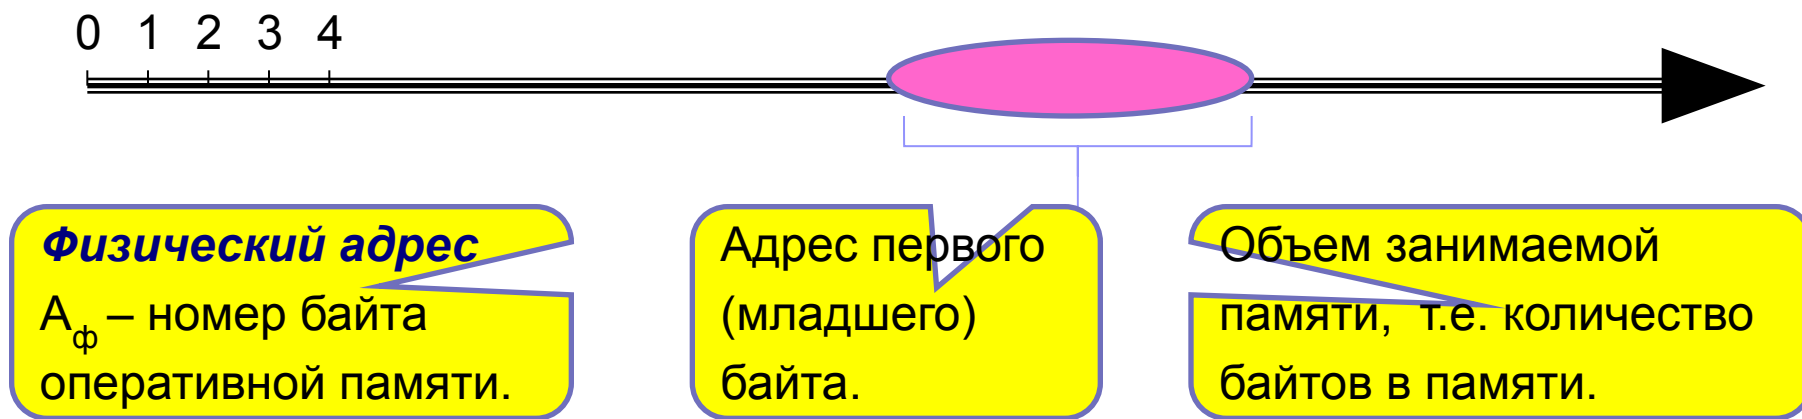 0 1 2 3 4
Физический адрес
Аф – номер байта
оперативной памяти.
Адрес первого
(младшего)
байта.
Объем занимаемой
памяти, т.е. количество
байтов в памяти.